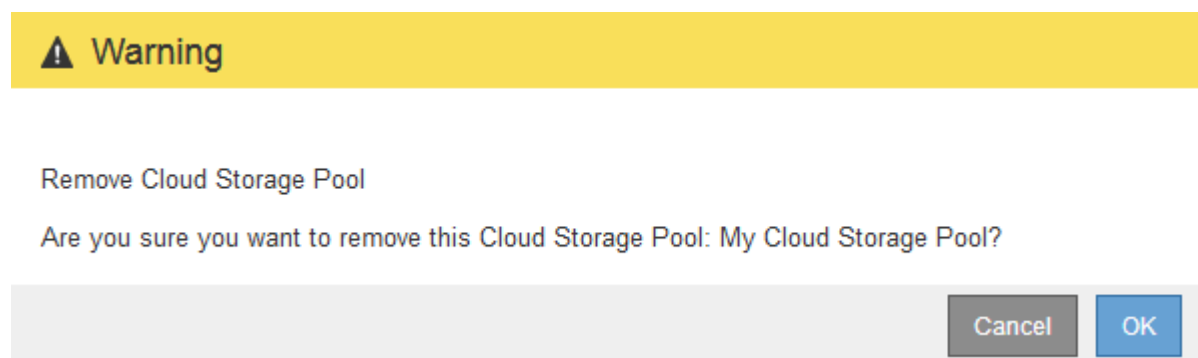 Warning
Remove Cloud Storage Pool
Are you sure you want to remove this Cloud Storage Pool: My Cloud Storage Pool?
Cancel OK